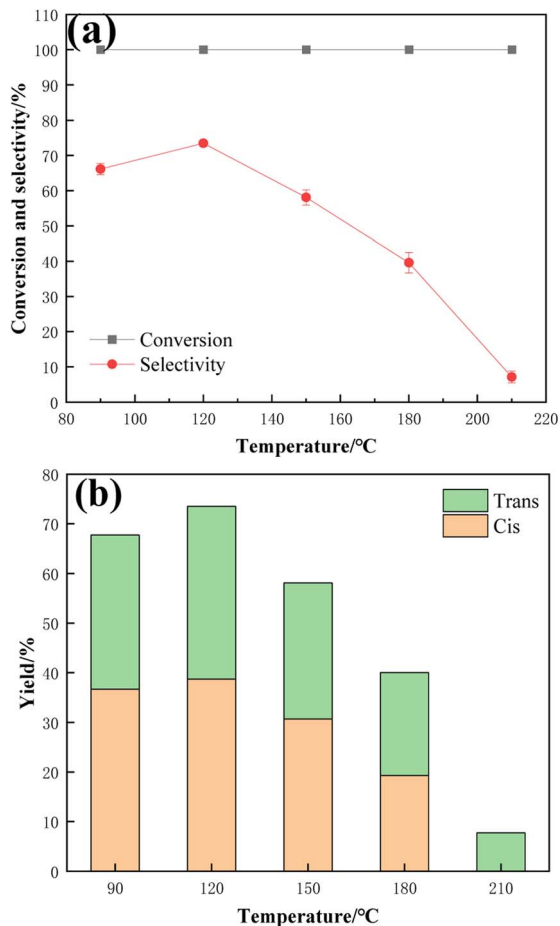 (a)
110
100
90
80
70
60
50
40
30
20
10
0
Conversion and selectivity/%
Conversion
Selectivity
80 100 120 140 160 180 200 220
Temperature/°C
(b)
80
70
60
50
40
30
20
10
0
Yield/%
Trans
Cis
90 120 150 180 210
Temperature/°C